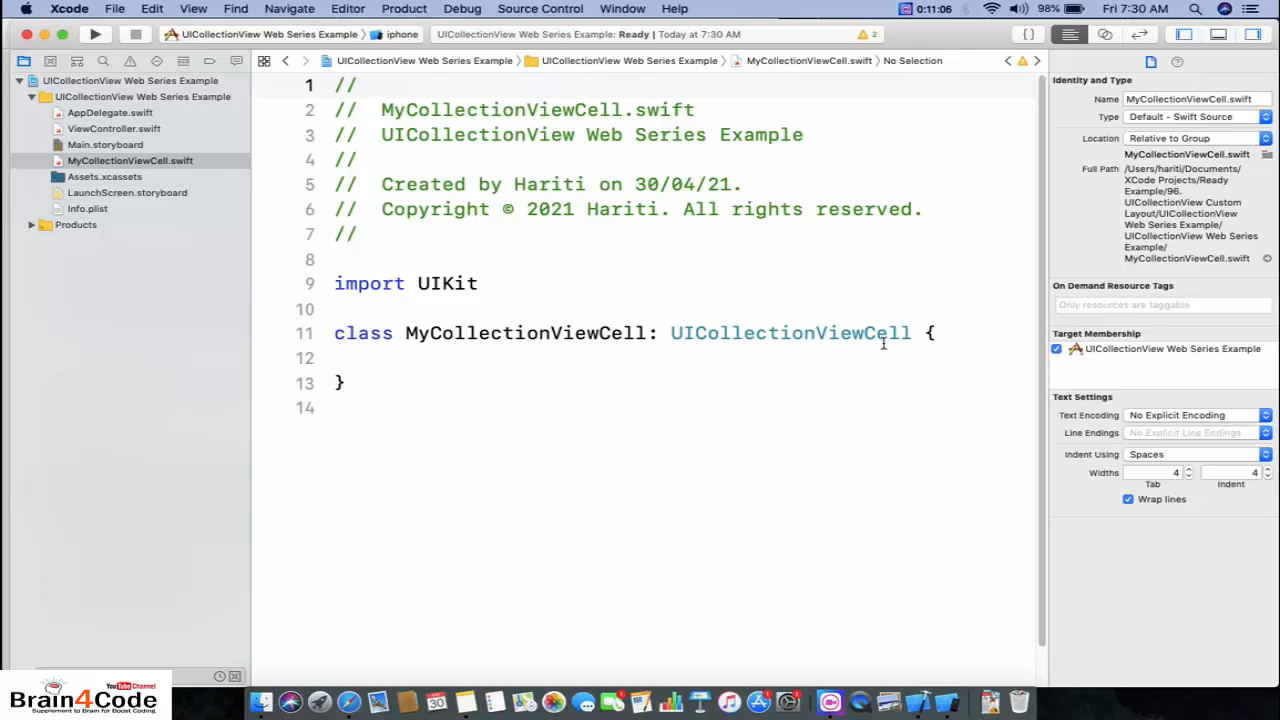 Xcode File Edit View Find Navigate Editor Product Debug Source Control Window Help 0:11:06 98% Fri 7:30 AM
UICollectionView Web Series Example iphone UICollectionView Web Series Example: Ready | Today at 7:30 AM 2
UICollectionView Web Series Example UICollectionView Web Series Example MyCollectionViewCell.swift No Selection
UICollectionView Web Series Example
UICollectionView Web Series Example
AppDelegate.swift
ViewController.swift
Main.storyboard
MyCollectionViewCell.swift
Assets.xcassets
LaunchScreen.storyboard
Info.plist
Products
1 //
2 // MyCollectionViewCell.swift
3 // UICollectionView Web Series Example
4 //
5 // Created by Hariti on 30/04/21.
6 // Copyright © 2021 Hariti. All rights reserved.
7 //
8
9 import UIKit
10
11 class MyCollectionViewCell: UICollectionViewCell {
12
13 }
14
Identity and Type
Name MyCollectionViewCell.swift
Type Default - Swift Source
Location Relative to Group
MyCollectionViewCell.swift
Full Path /Users/hariti/Documents/
XCode Projects/Ready
Example/96.
UICollectionView Custom
Layout/UICollectionView
Web Series Example/
UICollectionView Web Series
Example/
MyCollectionViewCell.swift
On Demand Resource Tags
Only resources are taggable
Target Membership
UICollectionView Web Series Example
Text Settings
Text Encoding No Explicit Encoding
Line Endings No Explicit Line Endings
Indent Using Spaces
Widths 4 4
Tab Indent
Wrap lines
YouTube Channel
Brain4Code
Supplement to Brain for Boost Coding